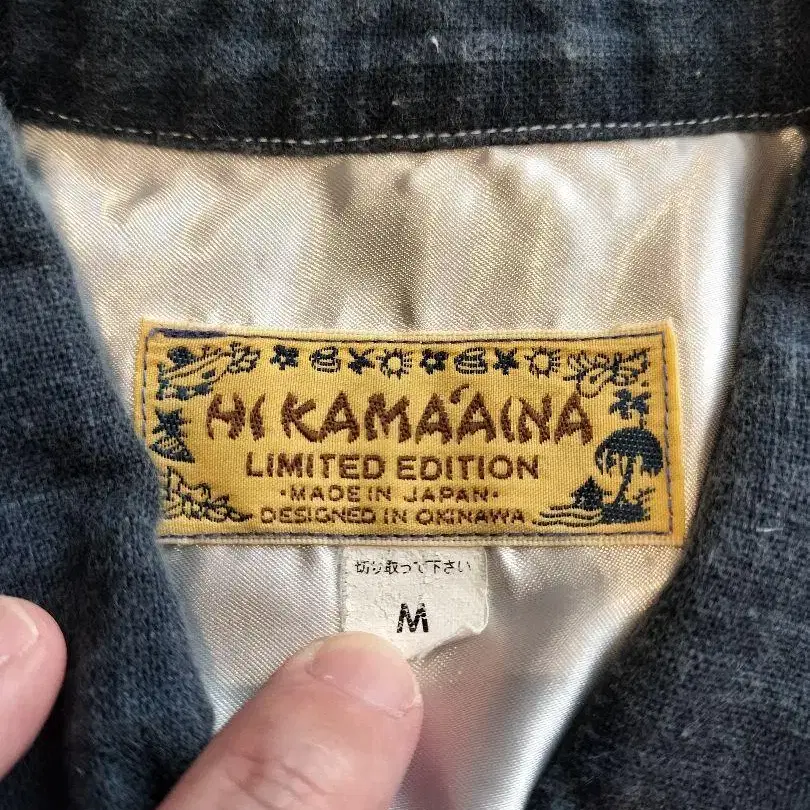 HI KAMA'AINA
LIMITED EDITION
·MADE IN JAPAN·
DESIGNED IN OKINAWA
切り取って下さい
M